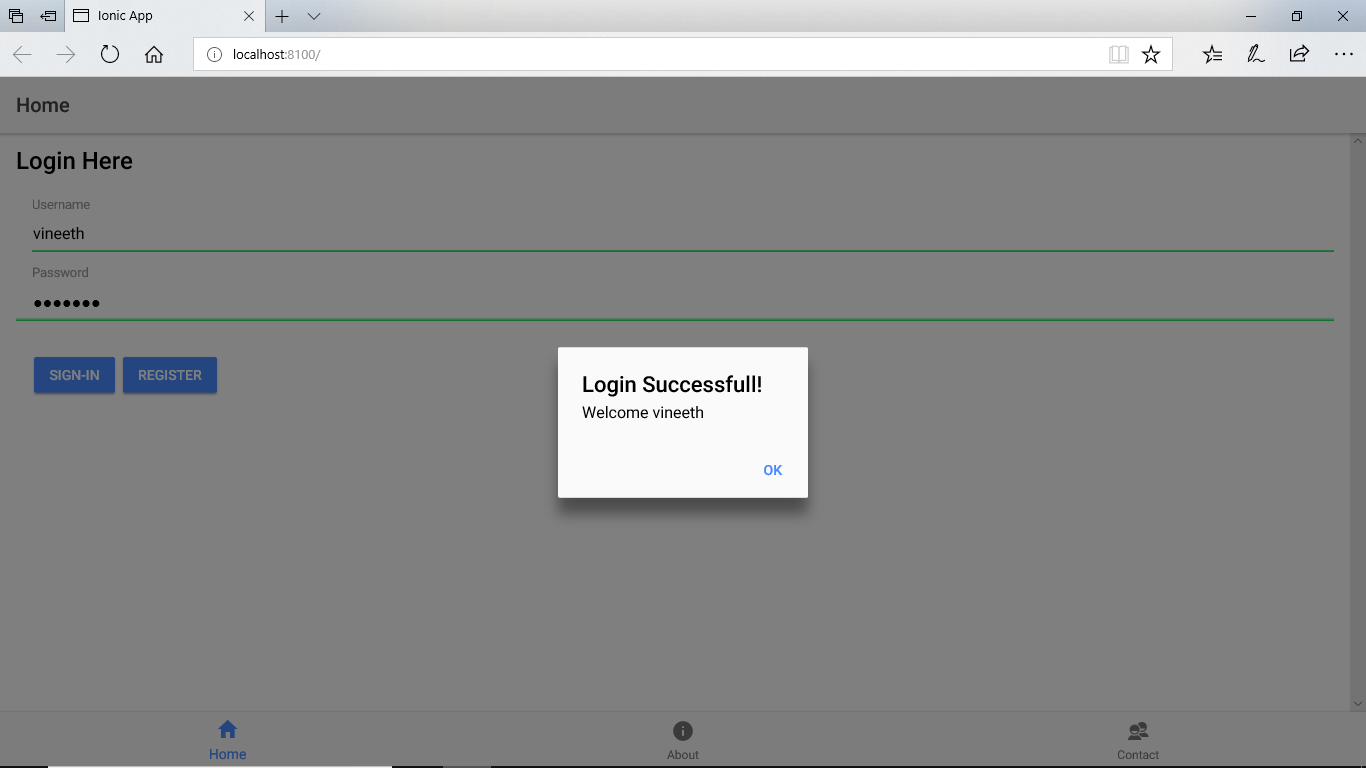 Ionic App
localhost:8100/
Home
Login Here
Username
vineeth
Password
•••••••
SIGN-IN REGISTER
Login Successfull!
Welcome vineeth
OK
Home About Contact